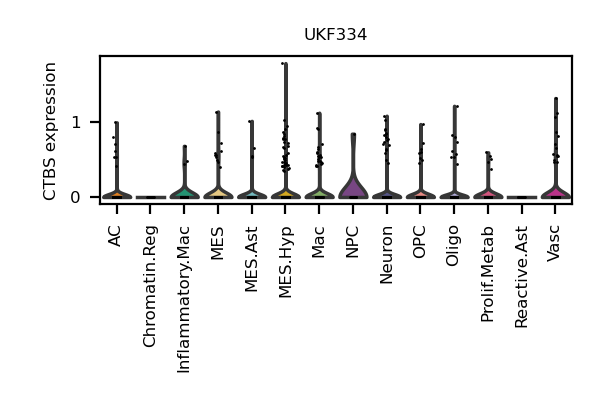 UKF334
CTBS expression
1
0
AC
Chromatin.Reg
Inflammatory.Mac
MES
MES.Ast
MES.Hyp
Mac
NPC
Neuron
OPC
Oligo
Prolif.Metab
Reactive.Ast
Vasc